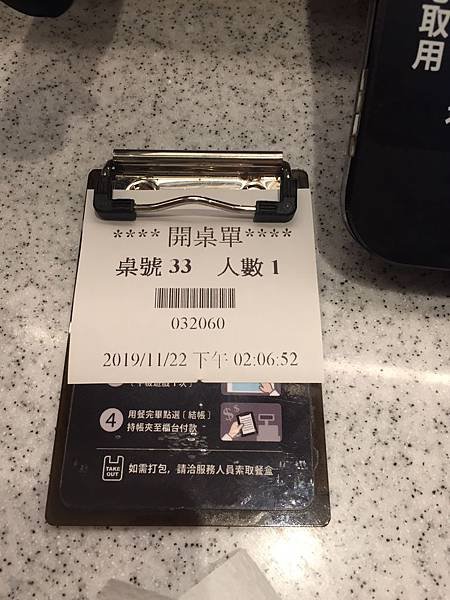 取
用
**** 開桌單****
桌號 33 人數 1
032060
2019/11/22 下午 02:06:52
4 用餐完畢點選〔結帳〕
持帳夾至櫃台付款
TAKE OUT 如需打包，請洽服務人員索取餐盒